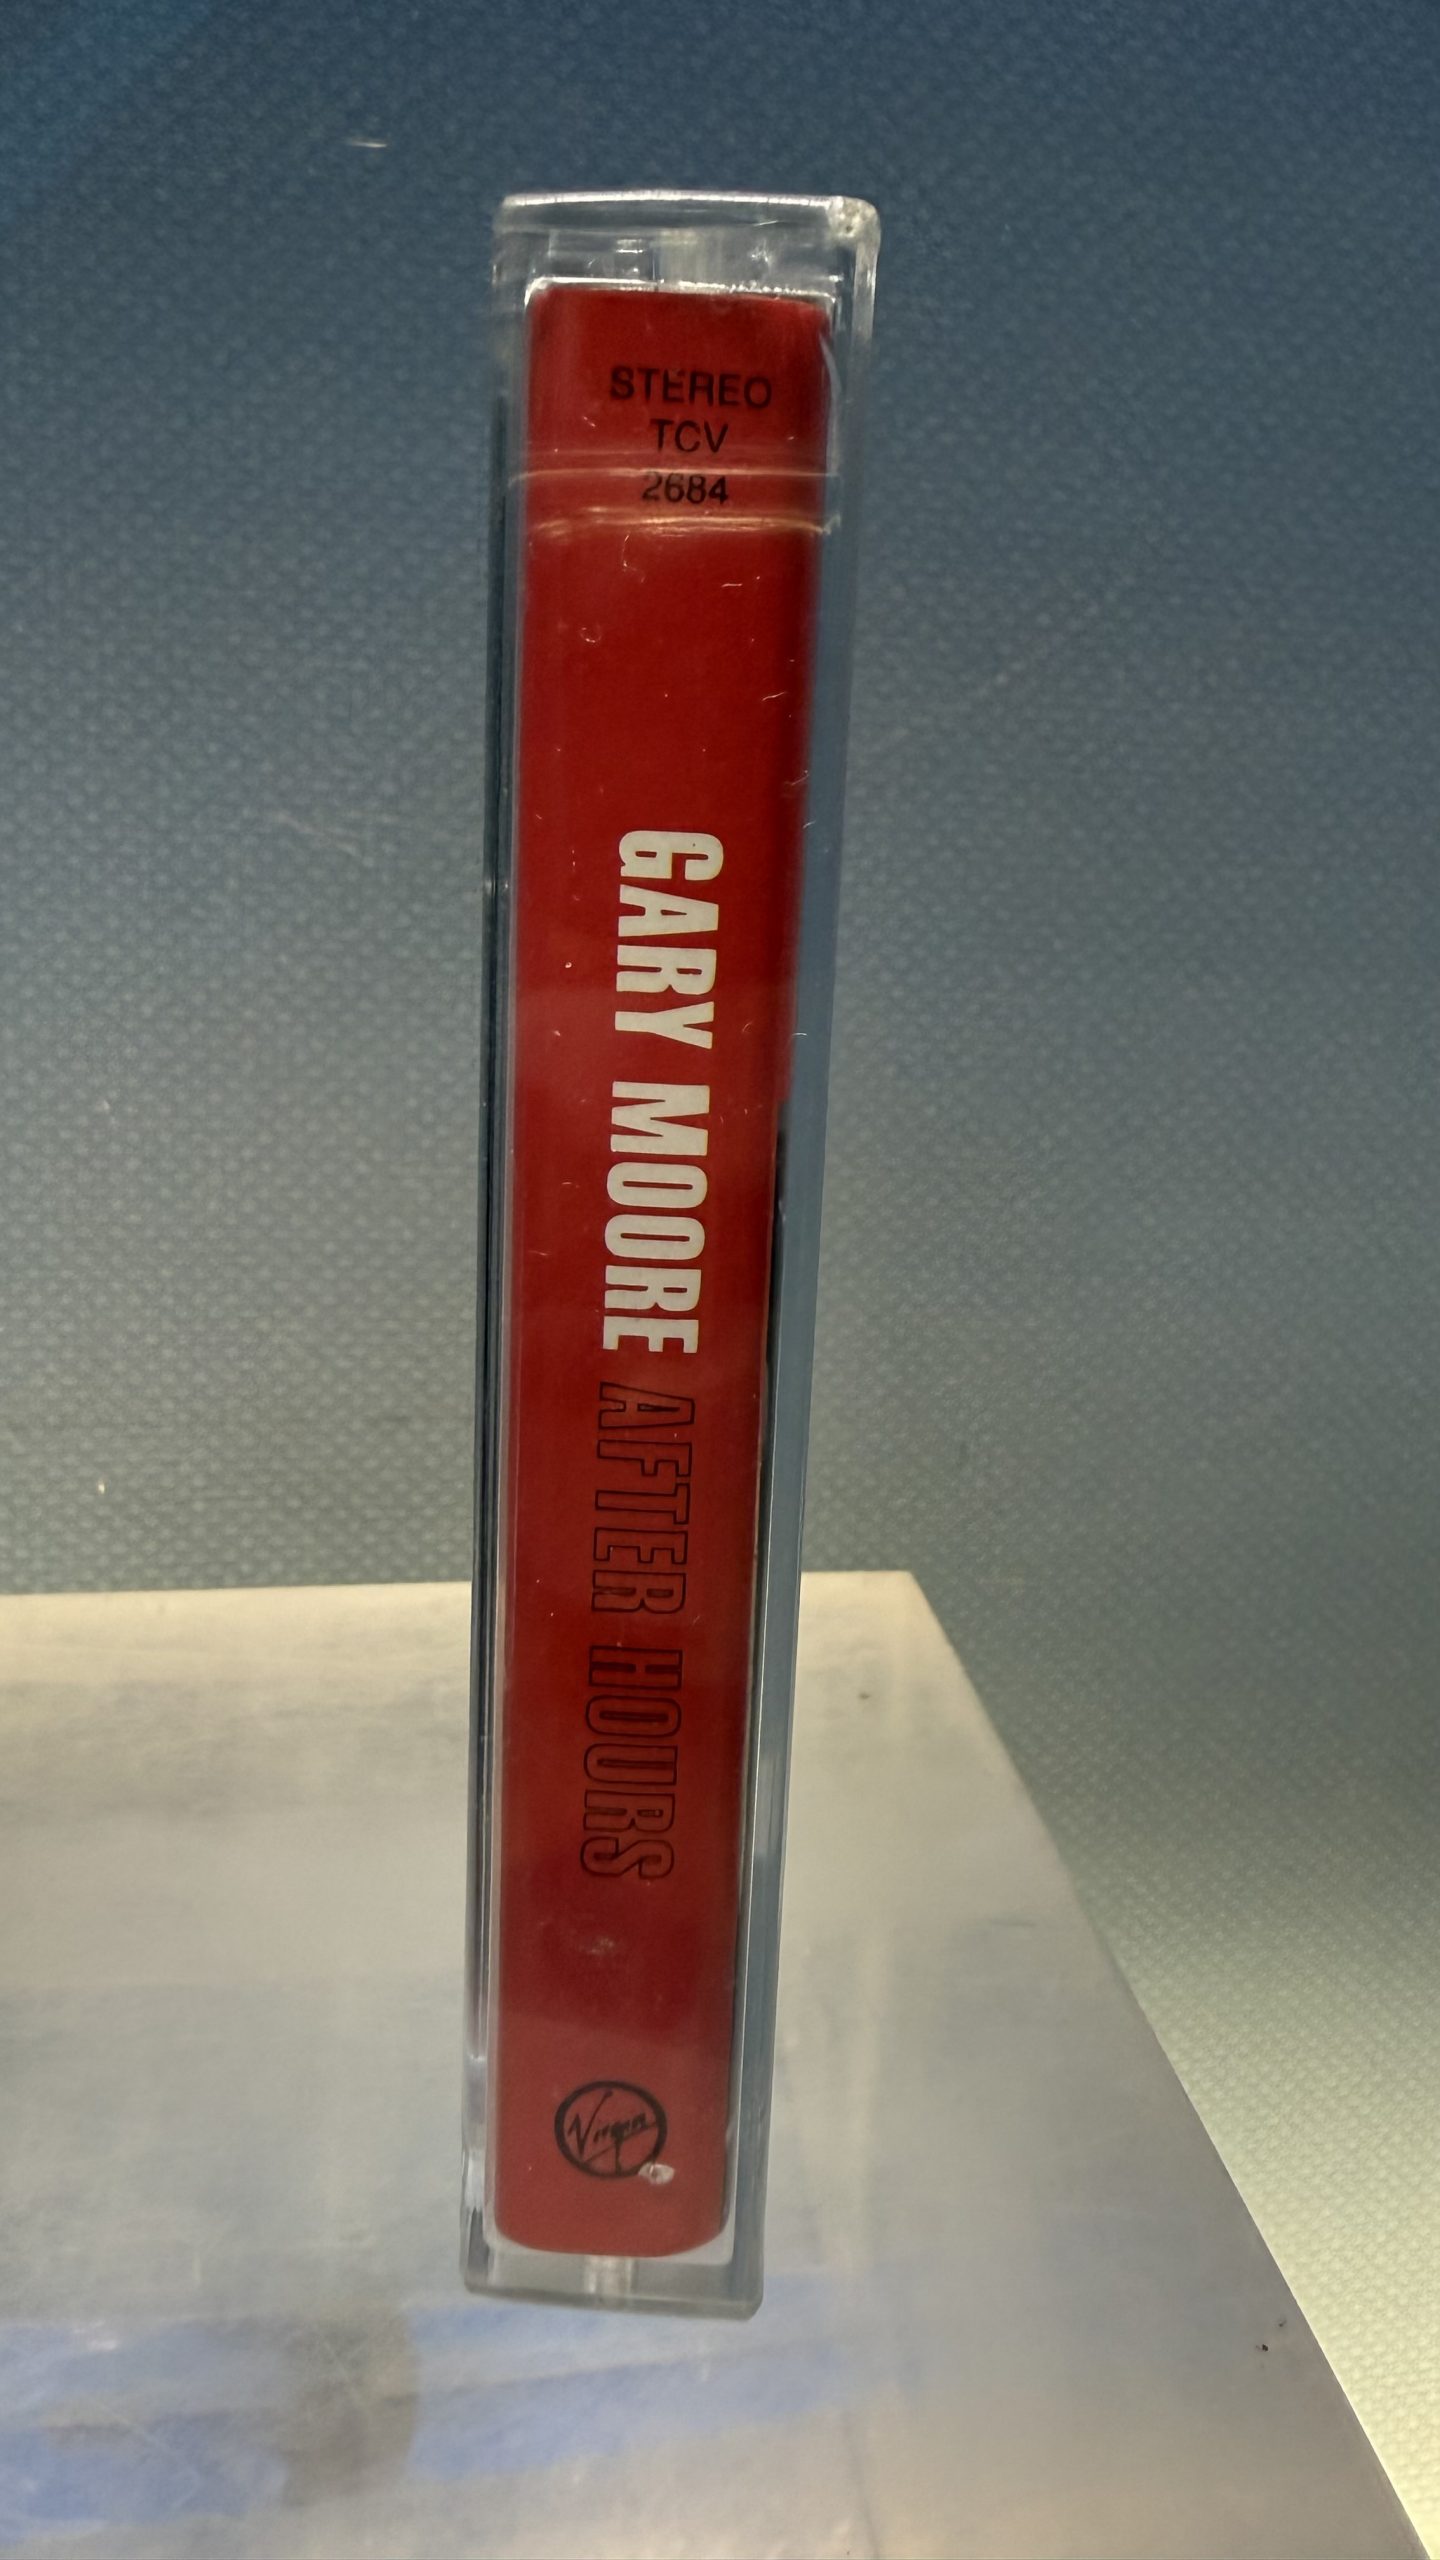 STEREO
TCV
2684
GARY MOORE AFTER HOURS
Virgin